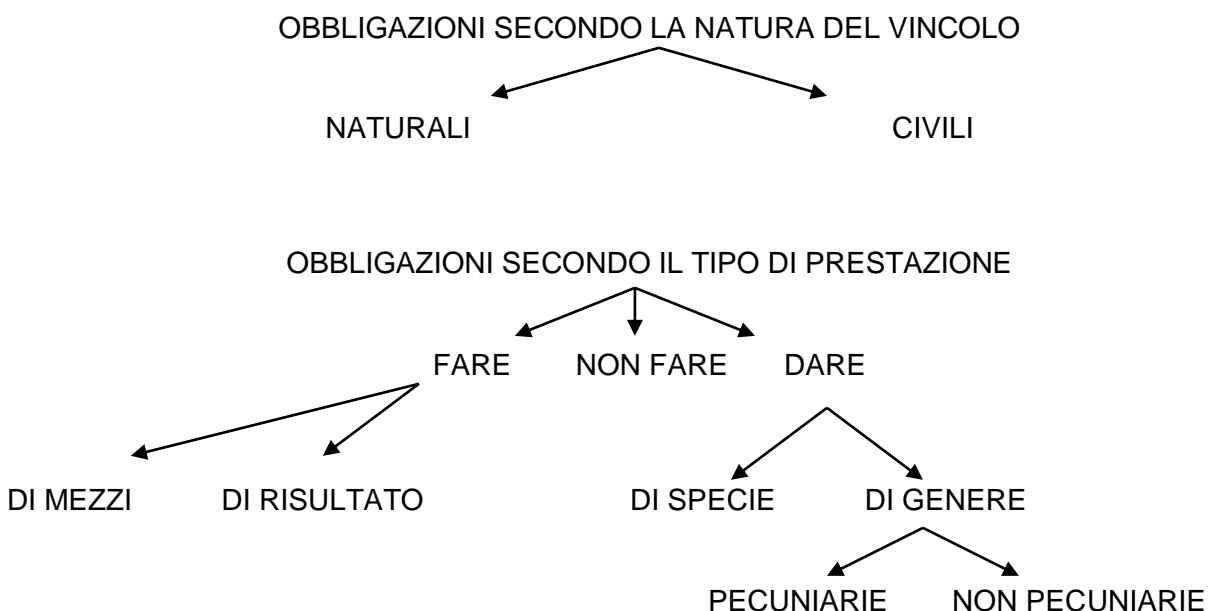 OBBLIGAZIONI SECONDO LA NATURA DEL VINCOLO
NATURALI CIVILI
OBBLIGAZIONI SECONDO IL TIPO DI PRESTAZIONE
FARE NON FARE DARE
DI MEZZI DI RISULTATO DI SPECIE DI GENERE
PECUNIARIE NON PECUNIARIE